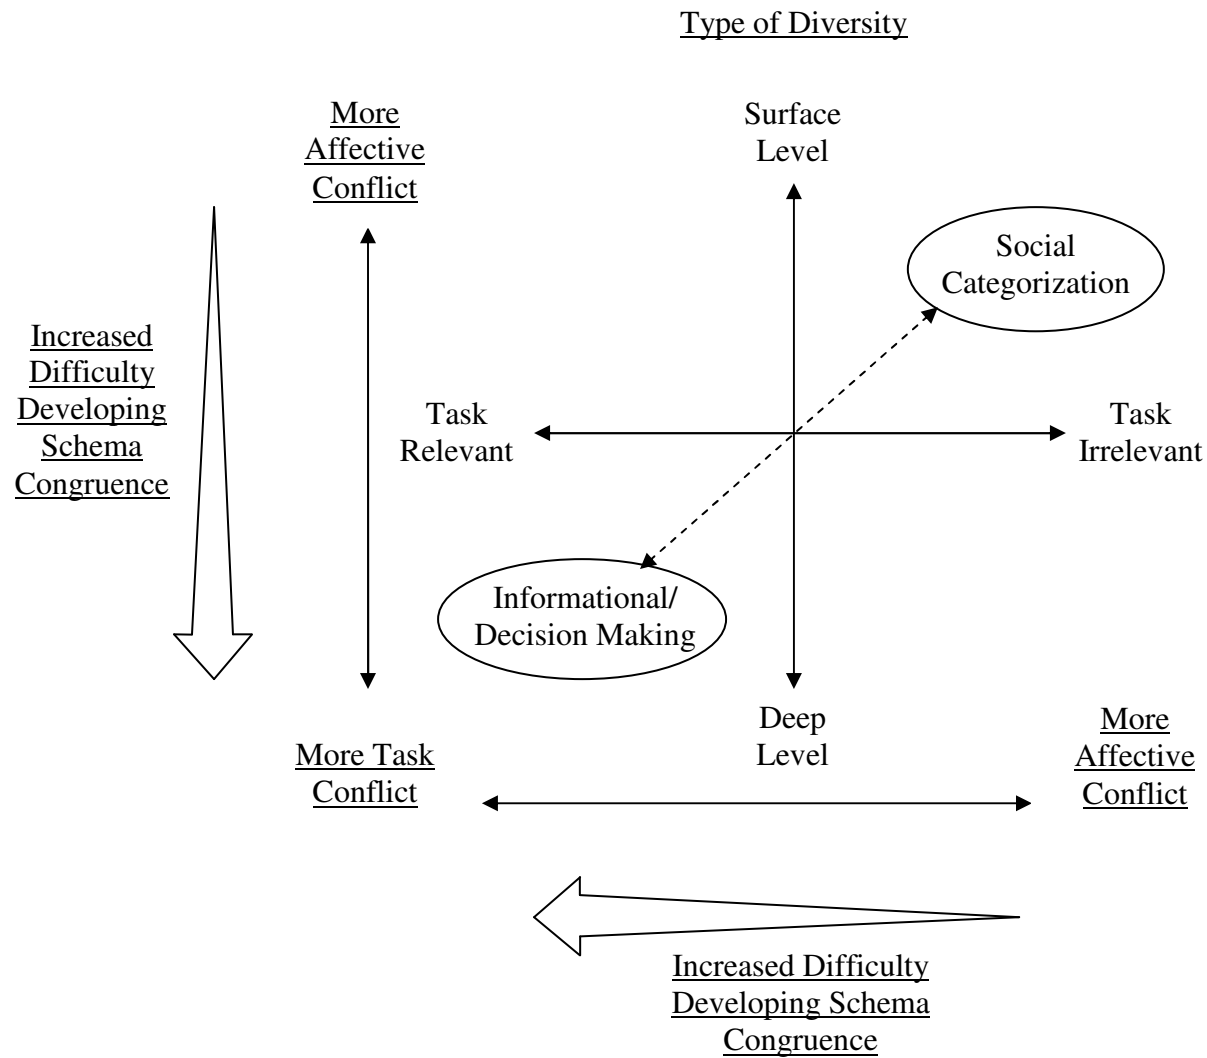 Type of Diversity
More
Affective
Conflict
Surface
Level
Social
Categorization
Increased
Difficulty
Developing
Schema
Congruence
Task
Relevant
Task
Irrelevant
Informational/
Decision Making
Deep
Level
More Task
Conflict
More
Affective
Conflict
Increased Difficulty
Developing Schema
Congruence